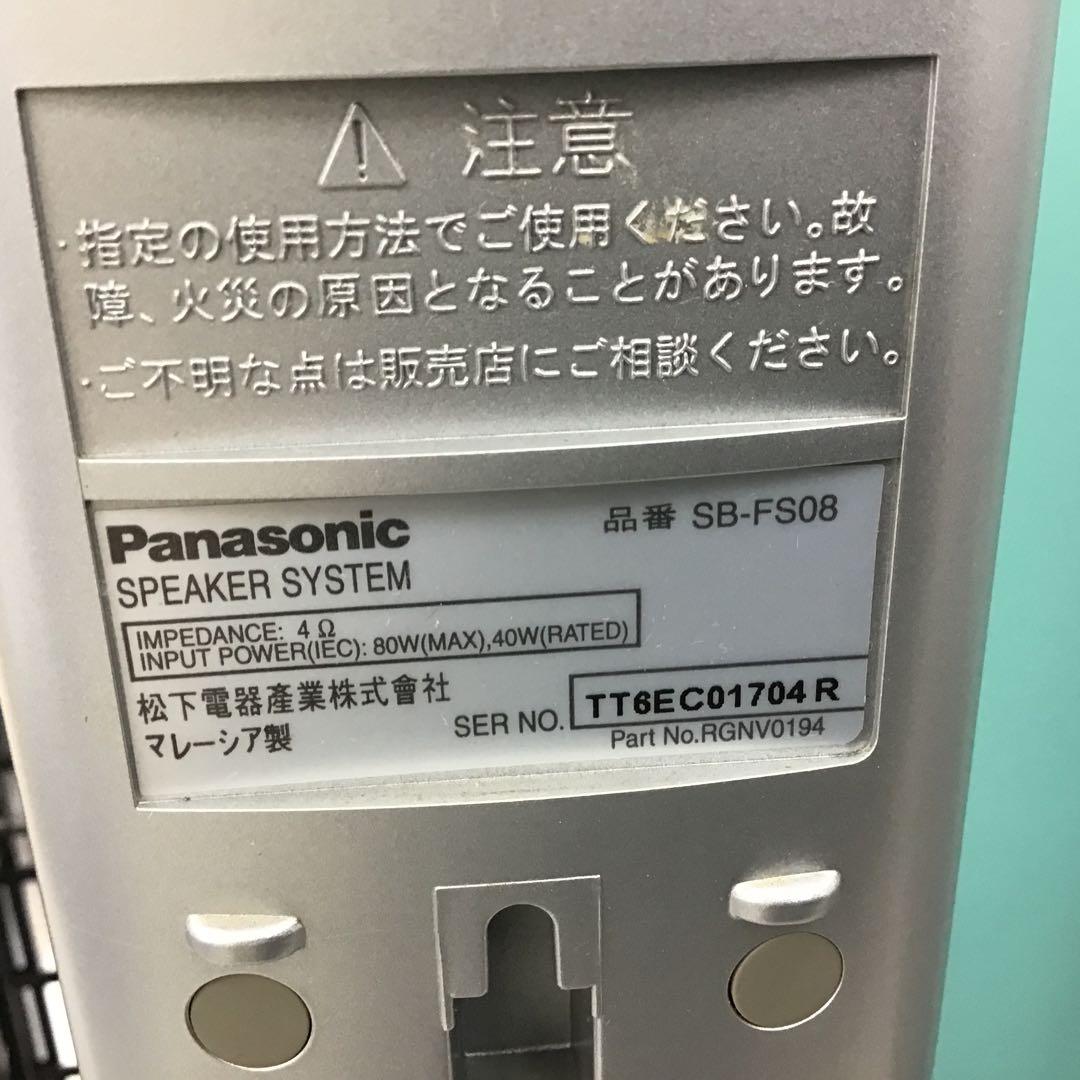 注意
・指定の使用方法でご使用ください。故
障、火災の原因となることがあります。
・ご不明な点は販売店にご相談ください。
Panasonic
品番 SB-FS08
SPEAKER SYSTEM
IMPEDANCE: 4 Ω
INPUT POWER(IEC): 80W(MAX),40W(RATED)
松下電器產業株式會社
SER NO. TT6EC01704 R
マレーシア製
Part No.RGNV0194